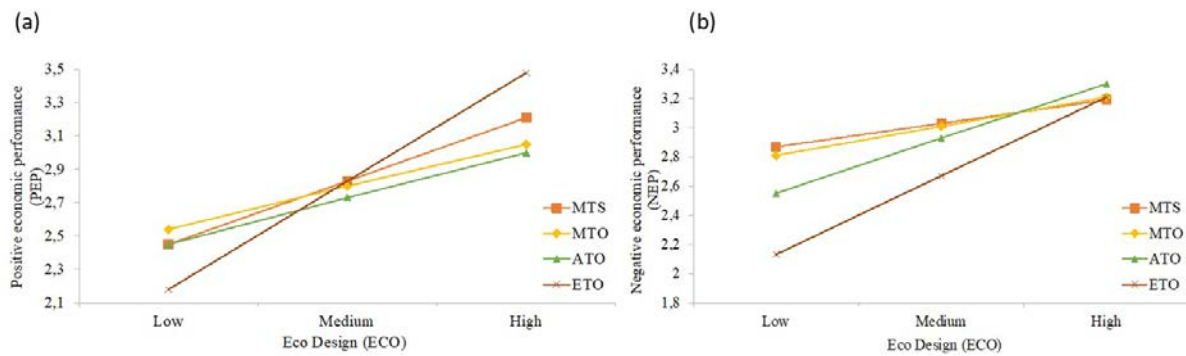 (a)
Positive economic performance
(PEP)
3,5
3,3
3,1
2,9
2,7
2,5
2,3
2,1
Low
Medium
High
Eco Design (ECO)
MTS
MTO
ATO
ETO
(b)
Negative economic performance
(NEP)
3,4
3,2
3
2,8
2,6
2,4
2,2
2
1,8
Low
Medium
High
Eco Design (ECO)
MTS
MTO
ATO
ETO